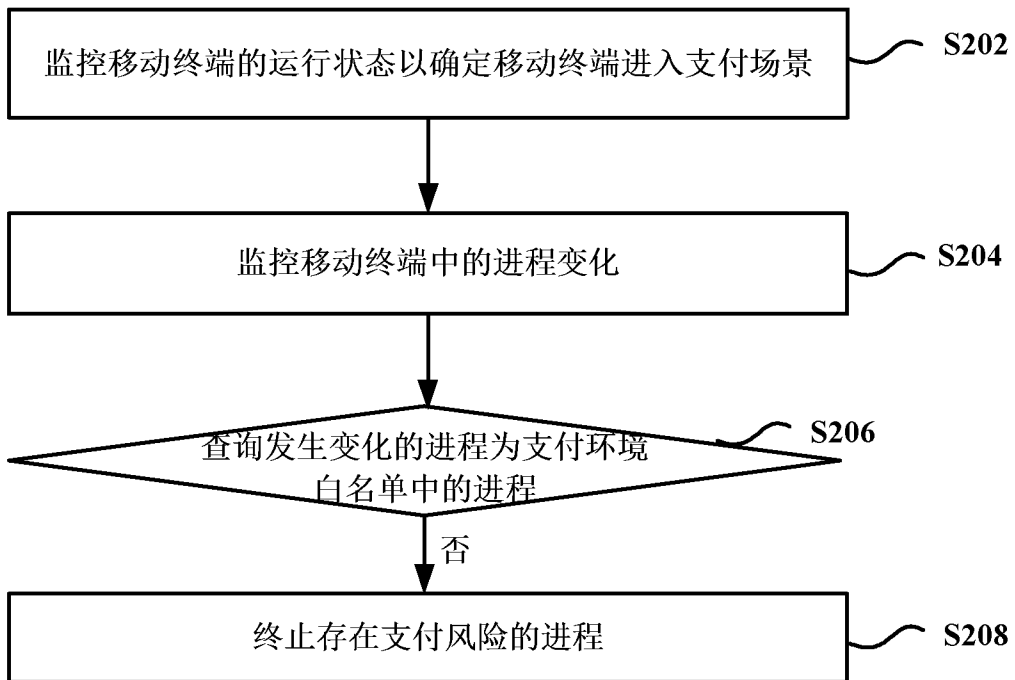 监控移动终端的运行状态以确定移动终端进入支付场景
S202
监控移动终端中的进程变化
S204
查询发生变化的进程为支付环境
白名单中的进程
S206
否
终止存在支付风险的进程
S208